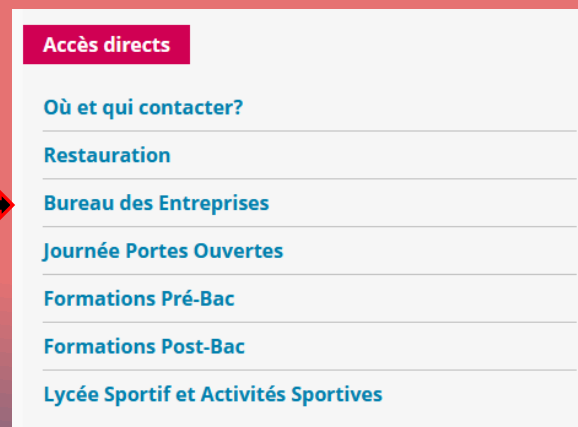 Accès directs
Où et qui contacter?
Restauration
Bureau des Entreprises
Journée Portes Ouvertes
Formations Pré-Bac
Formations Post-Bac
Lycée Sportif et Activités Sportives